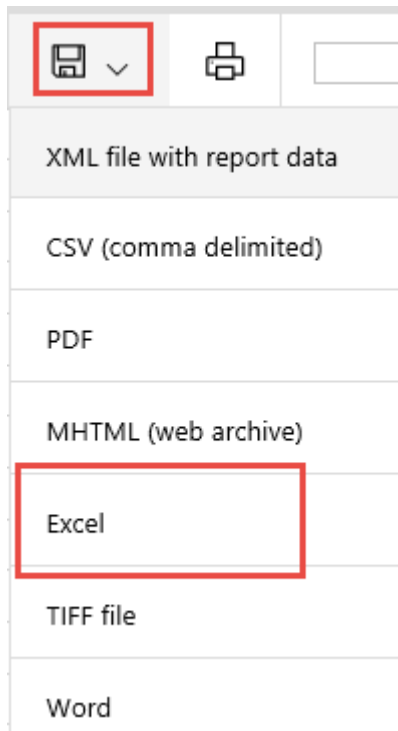 XML file with report data
CSV (comma delimited)
PDF
MHTML (web archive)
Excel
TIFF file
Word